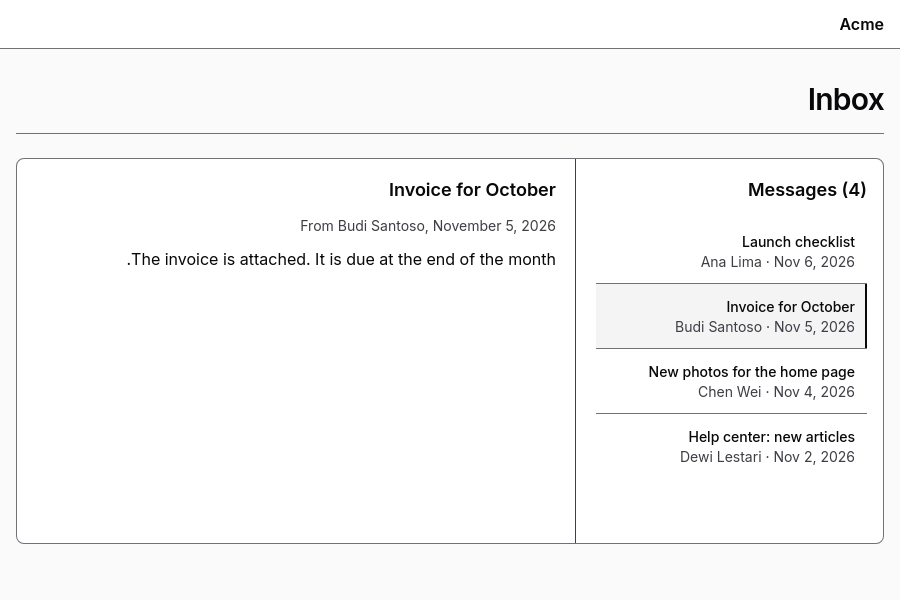 Acme
Inbox
Messages (4)
Launch checklist
Ana Lima · Nov 6, 2026
Invoice for October
Budi Santoso · Nov 5, 2026
New photos for the home page
Chen Wei · Nov 4, 2026
Help center: new articles
Dewi Lestari · Nov 2, 2026
Invoice for October
From Budi Santoso, November 5, 2026
.The invoice is attached. It is due at the end of the month